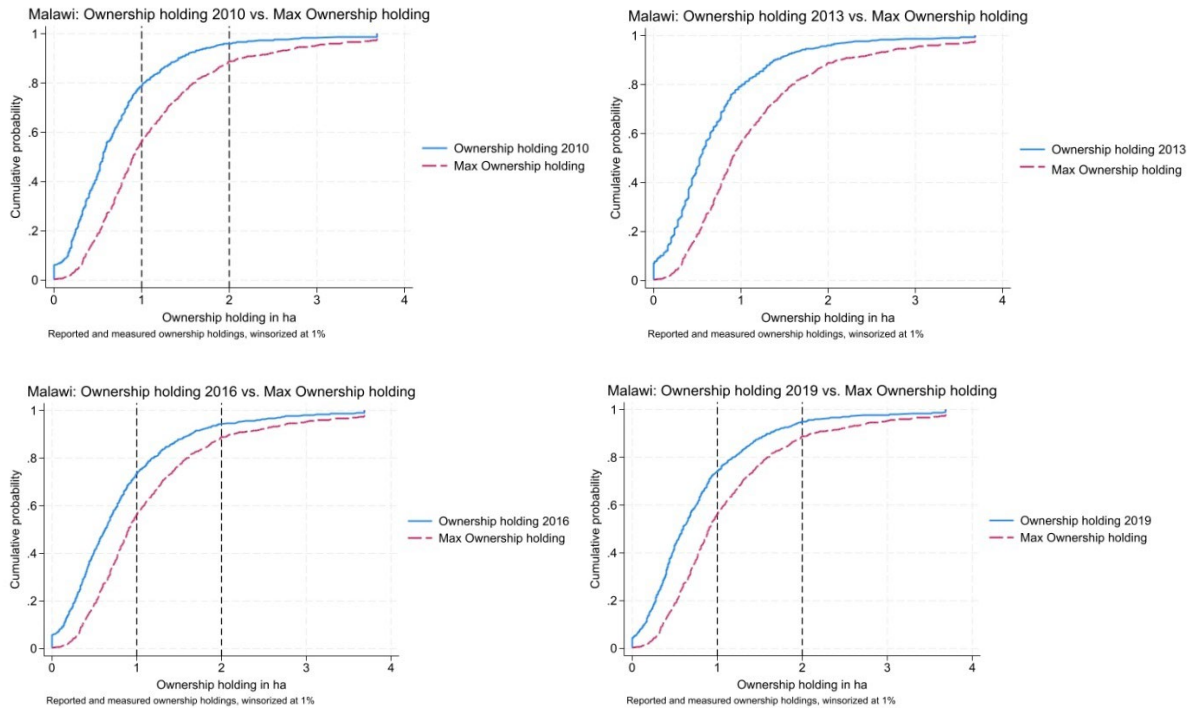 Malawi: Ownership holding 2010 vs. Max Ownership holding
1
.8
.6
.4
.2
0
Cumulative probability
0 1 2 3 4
Ownership holding in ha
Reported and measured ownership holdings, winsorized at 1%
Ownership holding 2010
Max Ownership holding
Malawi: Ownership holding 2013 vs. Max Ownership holding
1
.8
.6
.4
.2
0
Cumulative probability
0 1 2 3 4
Ownership holding in ha
Reported and measured ownership holdings, winsorized at 1%
Ownership holding 2013
Max Ownership holding
Malawi: Ownership holding 2016 vs. Max Ownership holding
1
.8
.6
.4
.2
0
Cumulative probability
0 1 2 3 4
Ownership holding in ha
Reported and measured ownership holdings, winsorized at 1%
Ownership holding 2016
Max Ownership holding
Malawi: Ownership holding 2019 vs. Max Ownership holding
1
.8
.6
.4
.2
0
Cumulative probability
0 1 2 3 4
Ownership holding in ha
Reported and measured ownership holdings, winsorized at 1%
Ownership holding 2019
Max Ownership holding